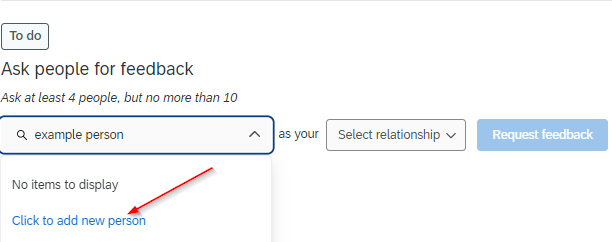 To do
Ask people for feedback
Ask at least 4 people, but no more than 10
example person as your Select relationship Request feedback
No items to display
Click to add new person